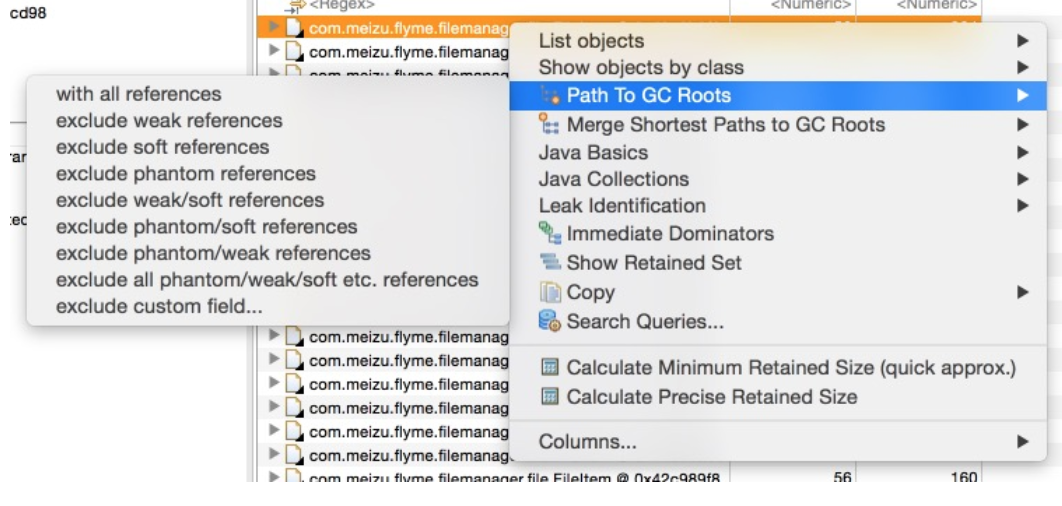 cd98
<Regex>
<Numeric>
<Numeric>
com.meizu.flyme.filemanag
com.meizu.flyme.filemanag
com.meizu.flyme.filemanag
List objects
Show objects by class
Path To GC Roots
Merge Shortest Paths to GC Roots
Java Basics
Java Collections
Leak Identification
Immediate Dominators
Show Retained Set
Copy
Search Queries...
Calculate Minimum Retained Size (quick approx.)
Calculate Precise Retained Size
Columns...
with all references
exclude weak references
exclude soft references
exclude phantom references
exclude weak/soft references
exclude phantom/soft references
exclude phantom/weak references
exclude all phantom/weak/soft etc. references
exclude custom field...
com.meizu.flyme.filemanag
com.meizu.flyme.filemanag
com.meizu.flyme.filemanag
com.meizu.flyme.filemanag
com.meizu.flyme.filemanag
com.meizu.flyme.filemanag
com.meizu.flyme.filemanager.file.FileItem @ 0x42c989f8
56
160